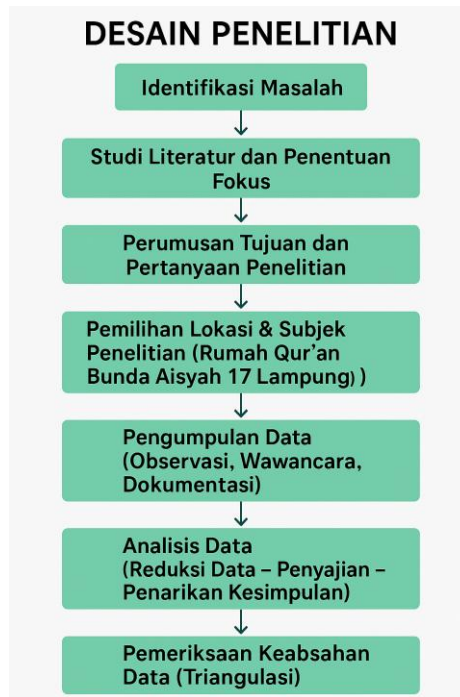 DESAIN PENELITIAN
Identifikasi Masalah
Studi Literatur dan Penentuan
Fokus
Perumusan Tujuan dan
Pertanyaan Penelitian
Pemilihan Lokasi & Subjek
Penelitian (Rumah Qur'an
Bunda Aisyah 17 Lampung) )
Pengumpulan Data
(Observasi, Wawancara,
Dokumentasi)
Analisis Data
(Reduksi Data – Penyajian –
Penarikan Kesimpulan)
Pemeriksaan Keabsahan
Data (Triangulasi)